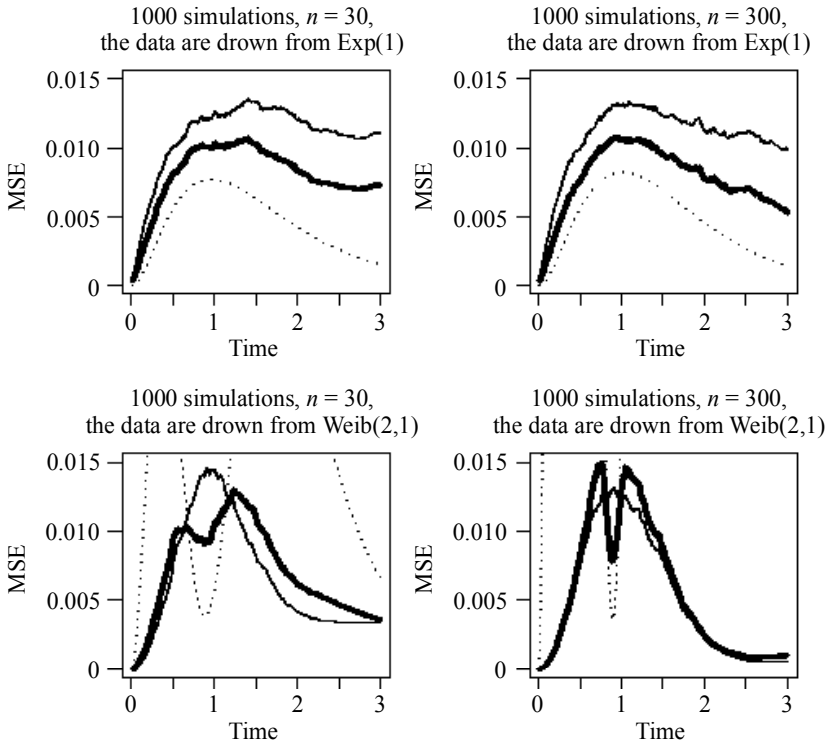 1000 simulations, n = 30,
the data are drown from Exp(1)
0.015
0.010
0.005
0
MSE
0 1 2 3
Time
1000 simulations, n = 300,
the data are drown from Exp(1)
0.015
0.010
0.005
0
MSE
0 1 2 3
Time
1000 simulations, n = 30,
the data are drown from Weib(2,1)
0.015
0.010
0.005
0
MSE
0 1 2 3
Time
1000 simulations, n = 300,
the data are drown from Weib(2,1)
0.015
0.010
0.005
0
MSE
0 1 2 3
Time